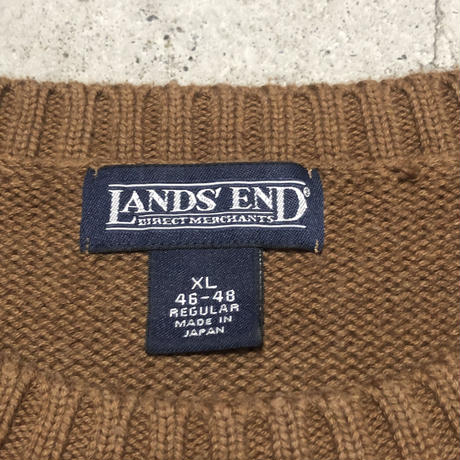 LANDS' END®
DIRECT MERCHANTS
XL
46-48
REGULAR
MADE IN
JAPAN